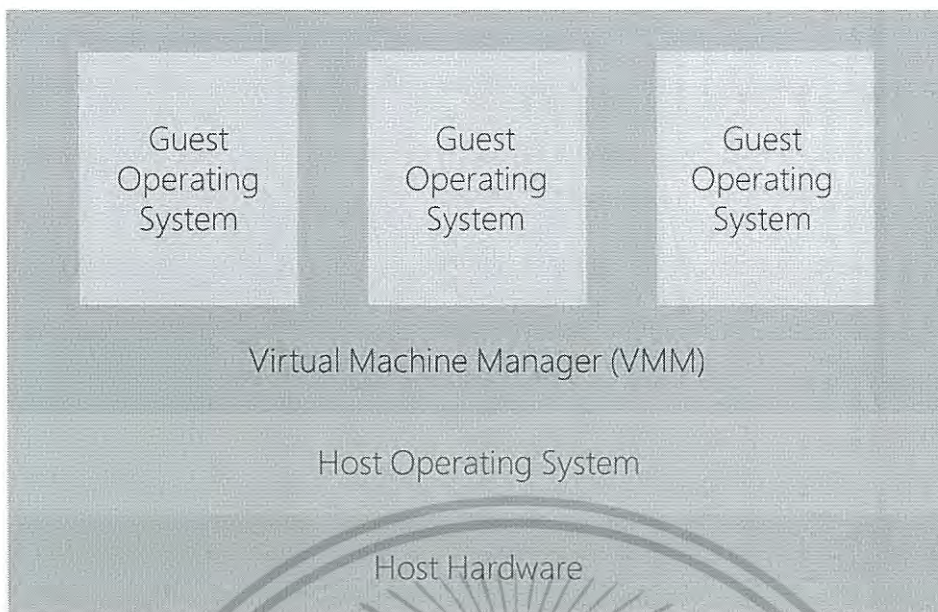 Guest
Operating
System
Guest
Operating
System
Guest
Operating
System
Virtual Machine Manager (VMM)
Host Operating System
Host Hardware